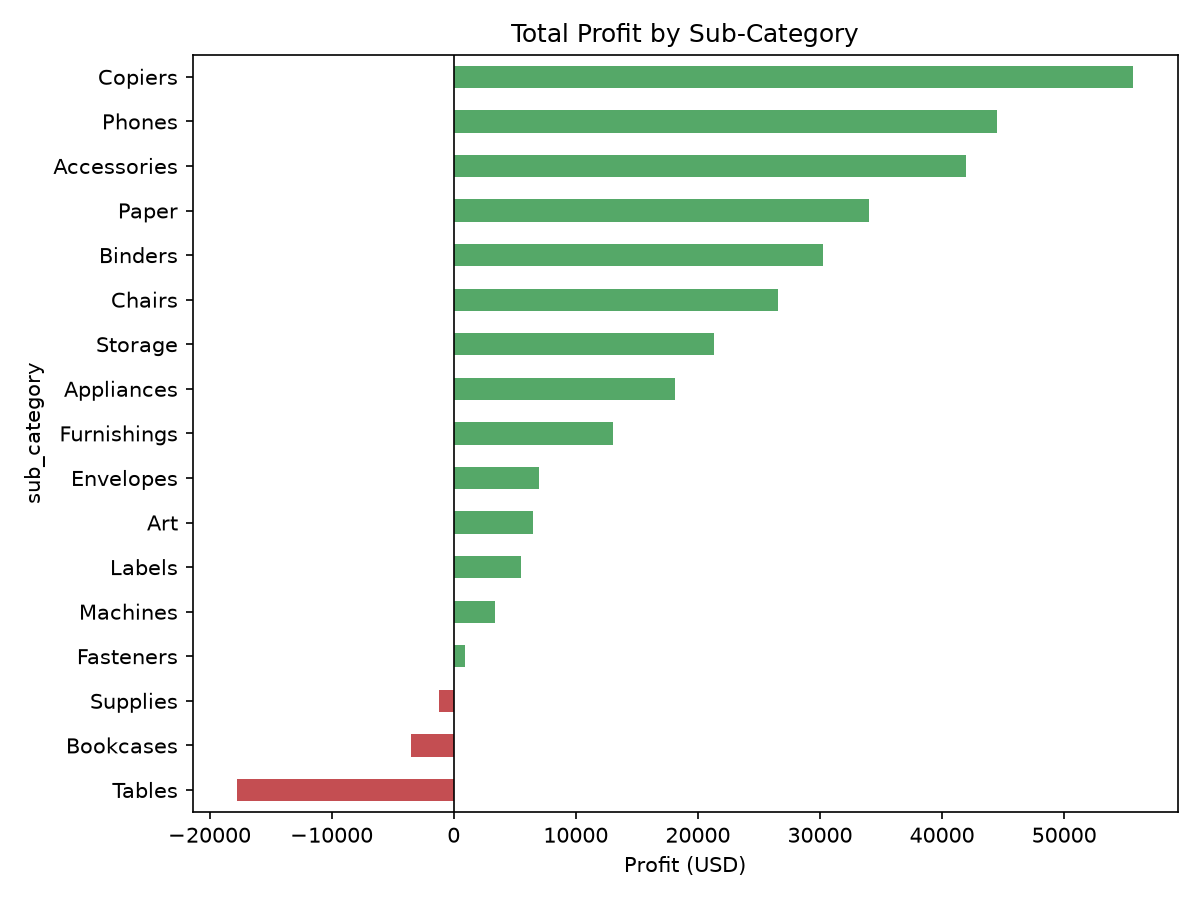 Total Profit by Sub-Category
sub_category
Copiers
Phones
Accessories
Paper
Binders
Chairs
Storage
Appliances
Furnishings
Envelopes
Art
Labels
Machines
Fasteners
Supplies
Bookcases
Tables
−20000 −10000 0 10000 20000 30000 40000 50000
Profit (USD)